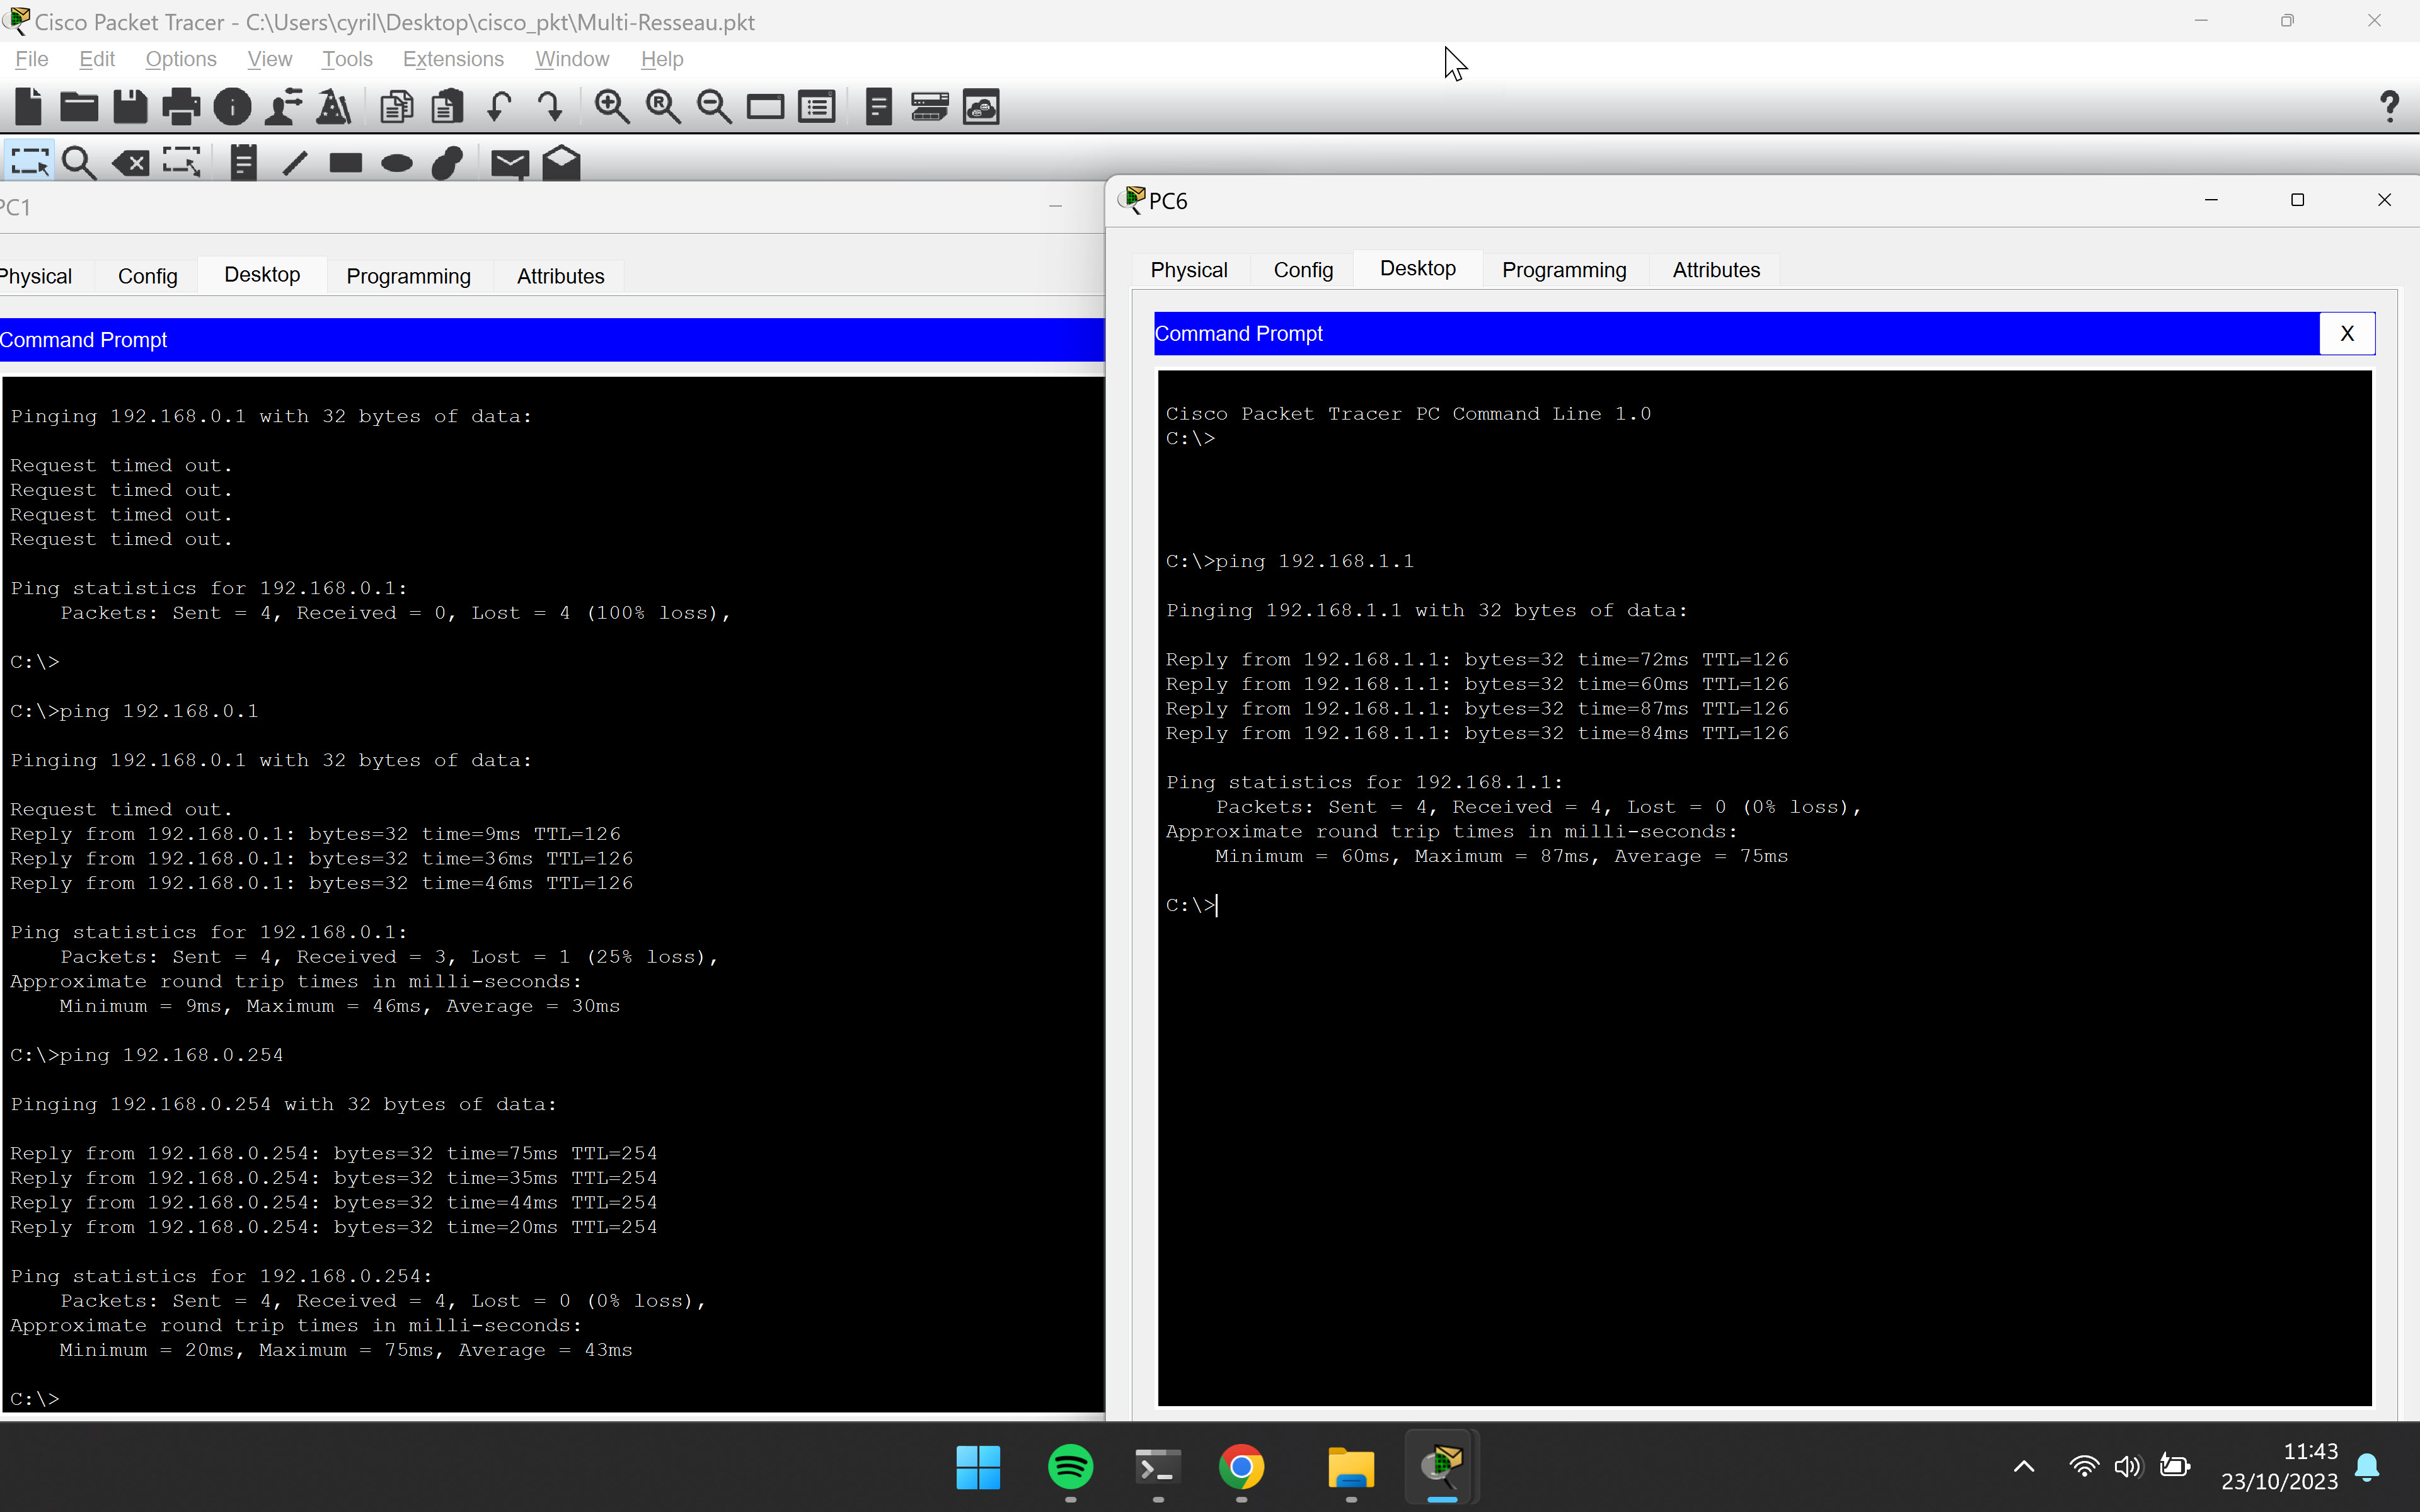 Cisco Packet Tracer - C:\Users\cyril\Desktop\cisco_pkt\Multi-Resseau.pkt
File Edit Options View Tools Extensions Window Help
PC1
Physical Config Desktop Programming Attributes
Command Prompt
Pinging 192.168.0.1 with 32 bytes of data:
Request timed out.
Request timed out.
Request timed out.
Request timed out.
Ping statistics for 192.168.0.1:
Packets: Sent = 4, Received = 0, Lost = 4 (100% loss),
C:\>
C:\>ping 192.168.0.1
Pinging 192.168.0.1 with 32 bytes of data:
Request timed out.
Reply from 192.168.0.1: bytes=32 time=9ms TTL=126
Reply from 192.168.0.1: bytes=32 time=36ms TTL=126
Reply from 192.168.0.1: bytes=32 time=46ms TTL=126
Ping statistics for 192.168.0.1:
Packets: Sent = 4, Received = 3, Lost = 1 (25% loss),
Approximate round trip times in milli-seconds:
Minimum = 9ms, Maximum = 46ms, Average = 30ms
C:\>ping 192.168.0.254
Pinging 192.168.0.254 with 32 bytes of data:
Reply from 192.168.0.254: bytes=32 time=75ms TTL=254
Reply from 192.168.0.254: bytes=32 time=35ms TTL=254
Reply from 192.168.0.254: bytes=32 time=44ms TTL=254
Reply from 192.168.0.254: bytes=32 time=20ms TTL=254
Ping statistics for 192.168.0.254:
Packets: Sent = 4, Received = 4, Lost = 0 (0% loss),
Approximate round trip times in milli-seconds:
Minimum = 20ms, Maximum = 75ms, Average = 43ms
C:\>
PC6
Physical Config Desktop Programming Attributes
Command Prompt
X
Cisco Packet Tracer PC Command Line 1.0
C:\>
C:\>ping 192.168.1.1
Pinging 192.168.1.1 with 32 bytes of data:
Reply from 192.168.1.1: bytes=32 time=72ms TTL=126
Reply from 192.168.1.1: bytes=32 time=60ms TTL=126
Reply from 192.168.1.1: bytes=32 time=87ms TTL=126
Reply from 192.168.1.1: bytes=32 time=84ms TTL=126
Ping statistics for 192.168.1.1:
Packets: Sent = 4, Received = 4, Lost = 0 (0% loss),
Approximate round trip times in milli-seconds:
Minimum = 60ms, Maximum = 87ms, Average = 75ms
C:\>
11:43
23/10/2023